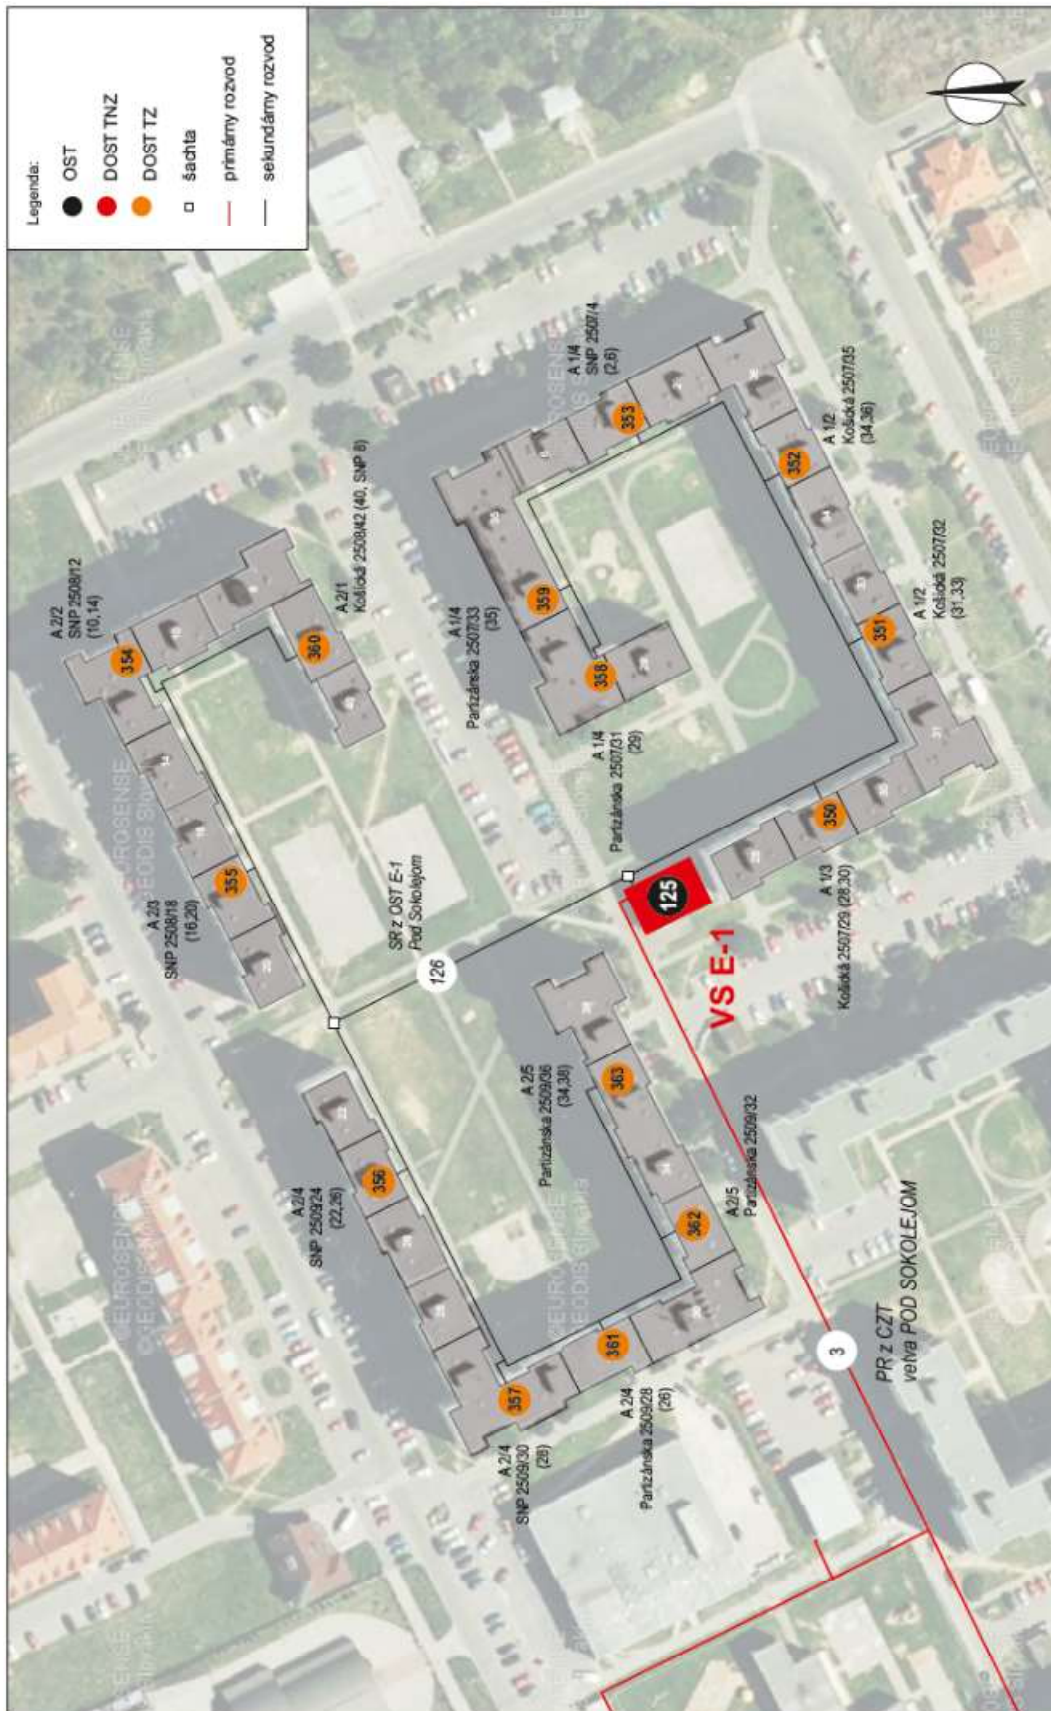 Legenda:
OST
DOST TNZ
DOST TZ
šachta
primárny rozvod
sekundárny rozvod
A 2/2
SNP 2508/12
(10,14)
354
A 2/1
Košická 2508/42 (40, SNP 8)
360
A 2/3
SNP 2508/18
(16,20)
355
A 1/4
SNP 2507/4
(2,6)
353
A 1/4
Partizánska 2507/33
(35)
359
A 1/4
Partizánska 2507/31
(29)
358
A 1/2
Košická 2507/35
(34,36)
352
A 1/2
Košická 2507/32
(31,33)
351
A 1/3
Košická 2507/29 (28,30)
350
SR z OST E-1
Pod Sokolejom
126
125
VS E-1
A 2/4
SNP 2509/24
(22,26)
356
A 2/5
Partizánska 2509/36
(34,38)
363
A 2/5
Partizánska 2509/32
362
A 2/4
SNP 2509/30
(28)
357
A 2/4
Partizánska 2509/28
(26)
361
3
PR z CZT
vetva POD SOKOLEJOM
©EUROSENSE